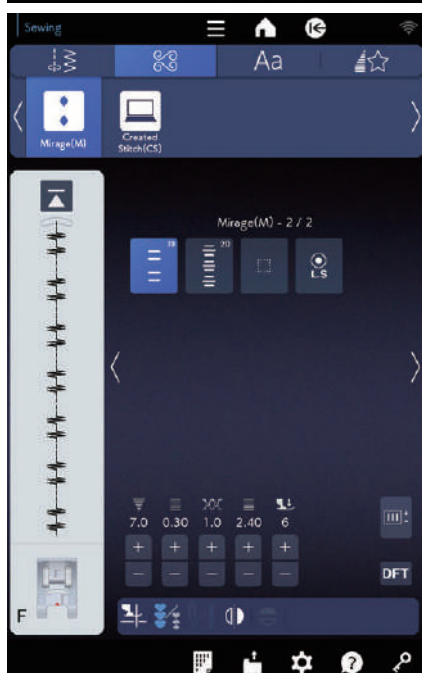 Sewing
Aa
Mirage(M)
Created
Stitch(CS)
Mirage(M) - 2 / 2
19
20
L.S
7.0 0.30 1.0 2.40 6
+ + + + +
− − − − −
DFT
F
?